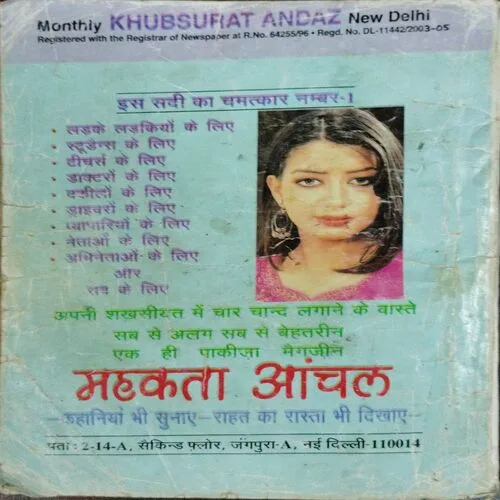 Monthly KHUBSURAT ANDAZ New Delhi
Registered with the Registrar of Newspaper at R.No. 64255/96 • Regd. No. DL-11442/2003-05
इस सदी का चमत्कार नम्बर-1
• लड़के लड़कियों के लिए
• स्टूडेन्स के लिए
• टीचर्स के लिए
• डाक्टरों के लिए
• वकीलों के लिए
• ड्राइवरों के लिए
• व्यापारियों के लिए
• नेताओं के लिए
• अभिनेताओं के लिए
और
सब के लिए
अपनी शख्सीयत में चार चान्द लगाने के वास्ते
सब से अलग सब से बेहतरीन
एक ही पाकीज़ा मैगज़ीन
महकता आंचल
–कहानियां भी सुनाए–राहत का रास्ता भी दिखाए–
पता: 2-14-A, सैकिन्ड फ़्लोर, जंगपुरा-A, नई दिल्ली-110014